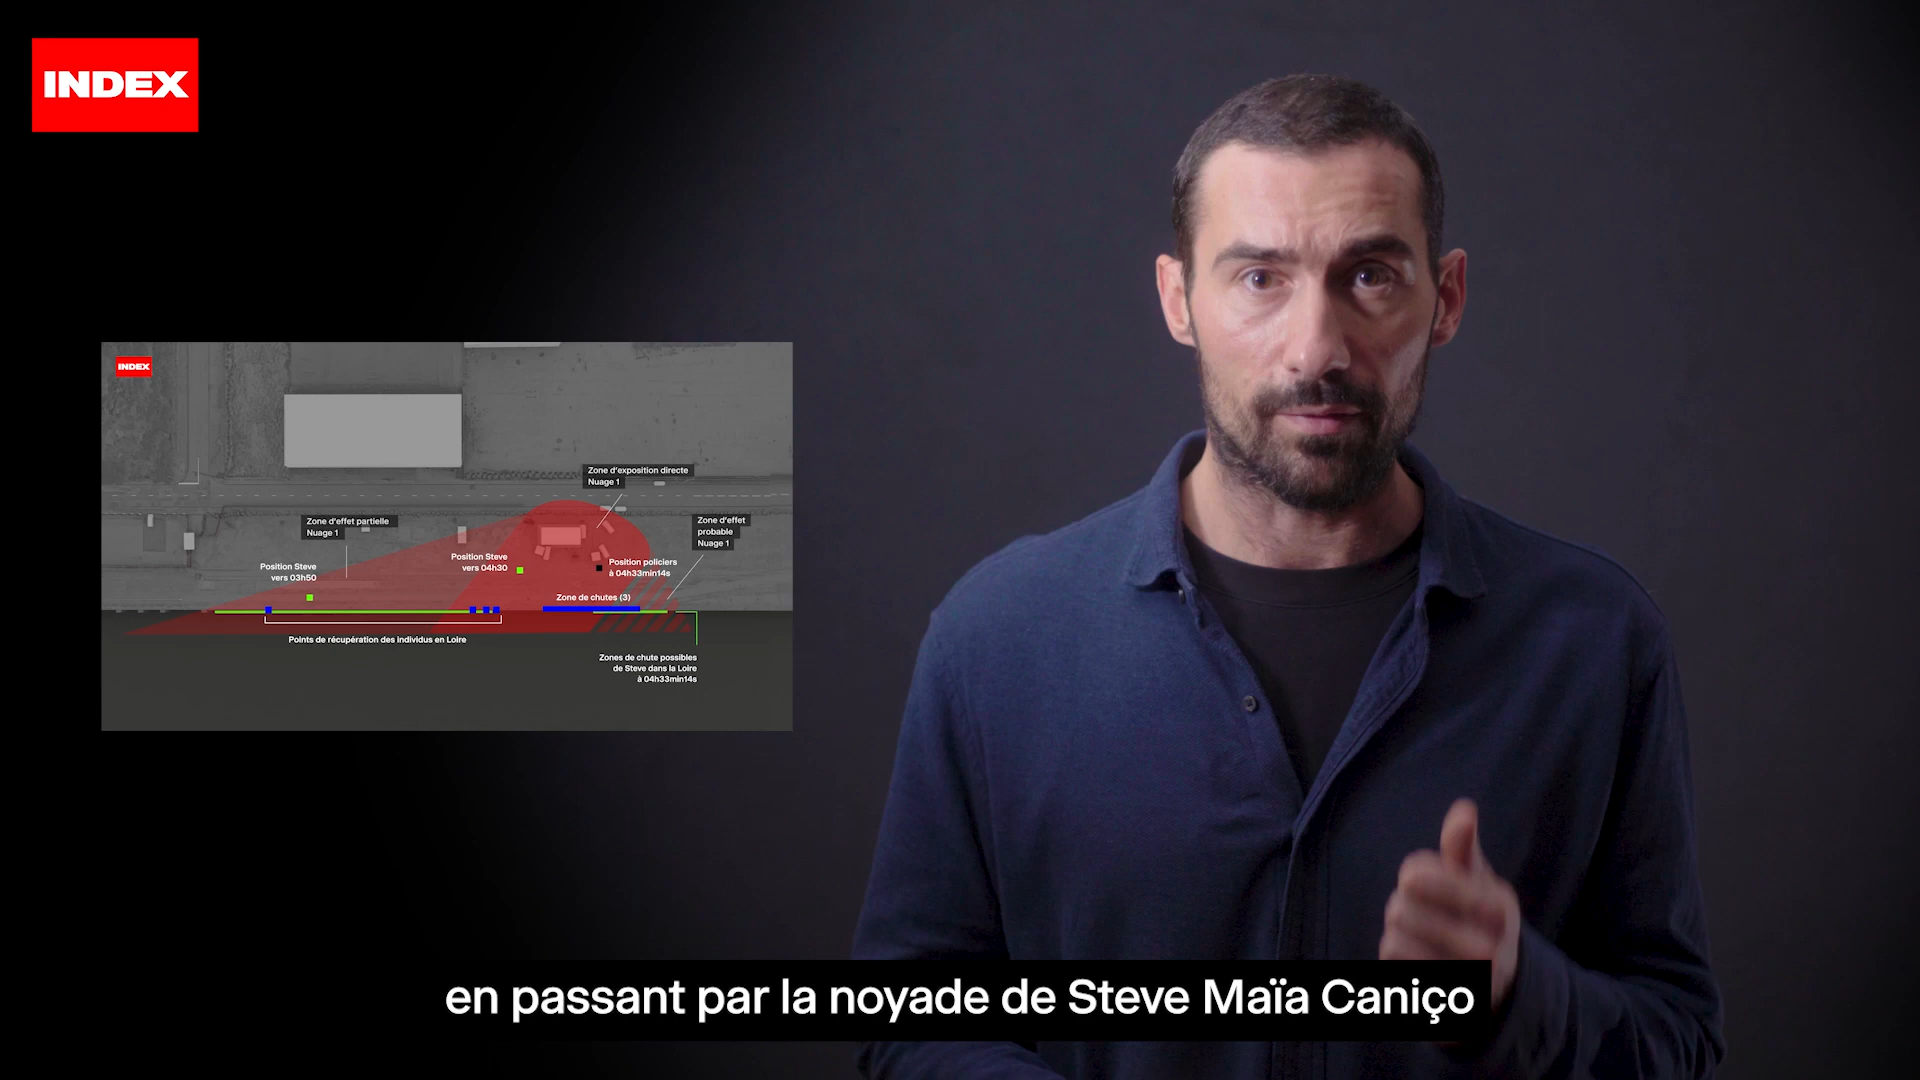 INDEX
INDEX
Zone d'exposition directe
Nuage 1
Zone d'effet partielle
Nuage 1
Zone d'effet
probable
Nuage 1
Position Steve
vers 03h50
Position Steve
vers 04h30
Position policiers
à 04h33min14s
Zone de chutes (3)
Points de récupération des individus en Loire
Zones de chute possibles
de Steve dans la Loire
à 04h33min14s
en passant par la noyade de Steve Maïa Caniço